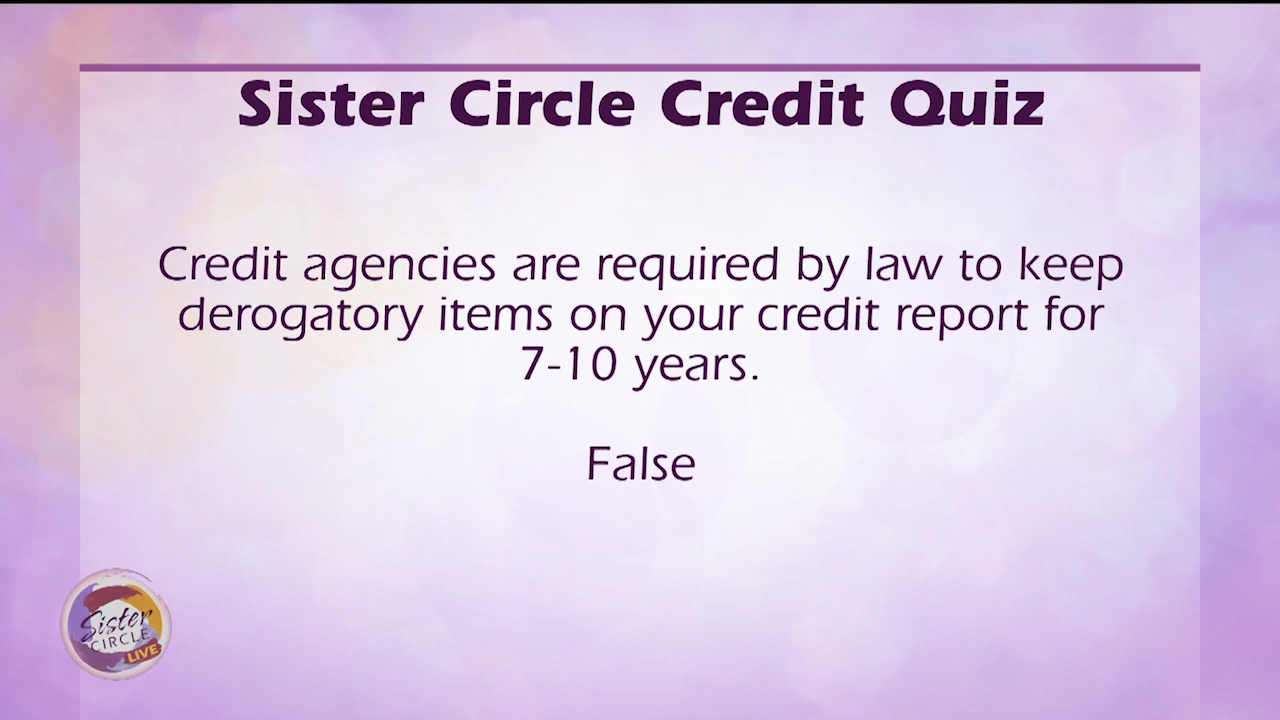 Sister Circle Credit Quiz
Credit agencies are required by law to keep
derogatory items on your credit report for
7-10 years.
False
Sister
CIRCLE
LIVE